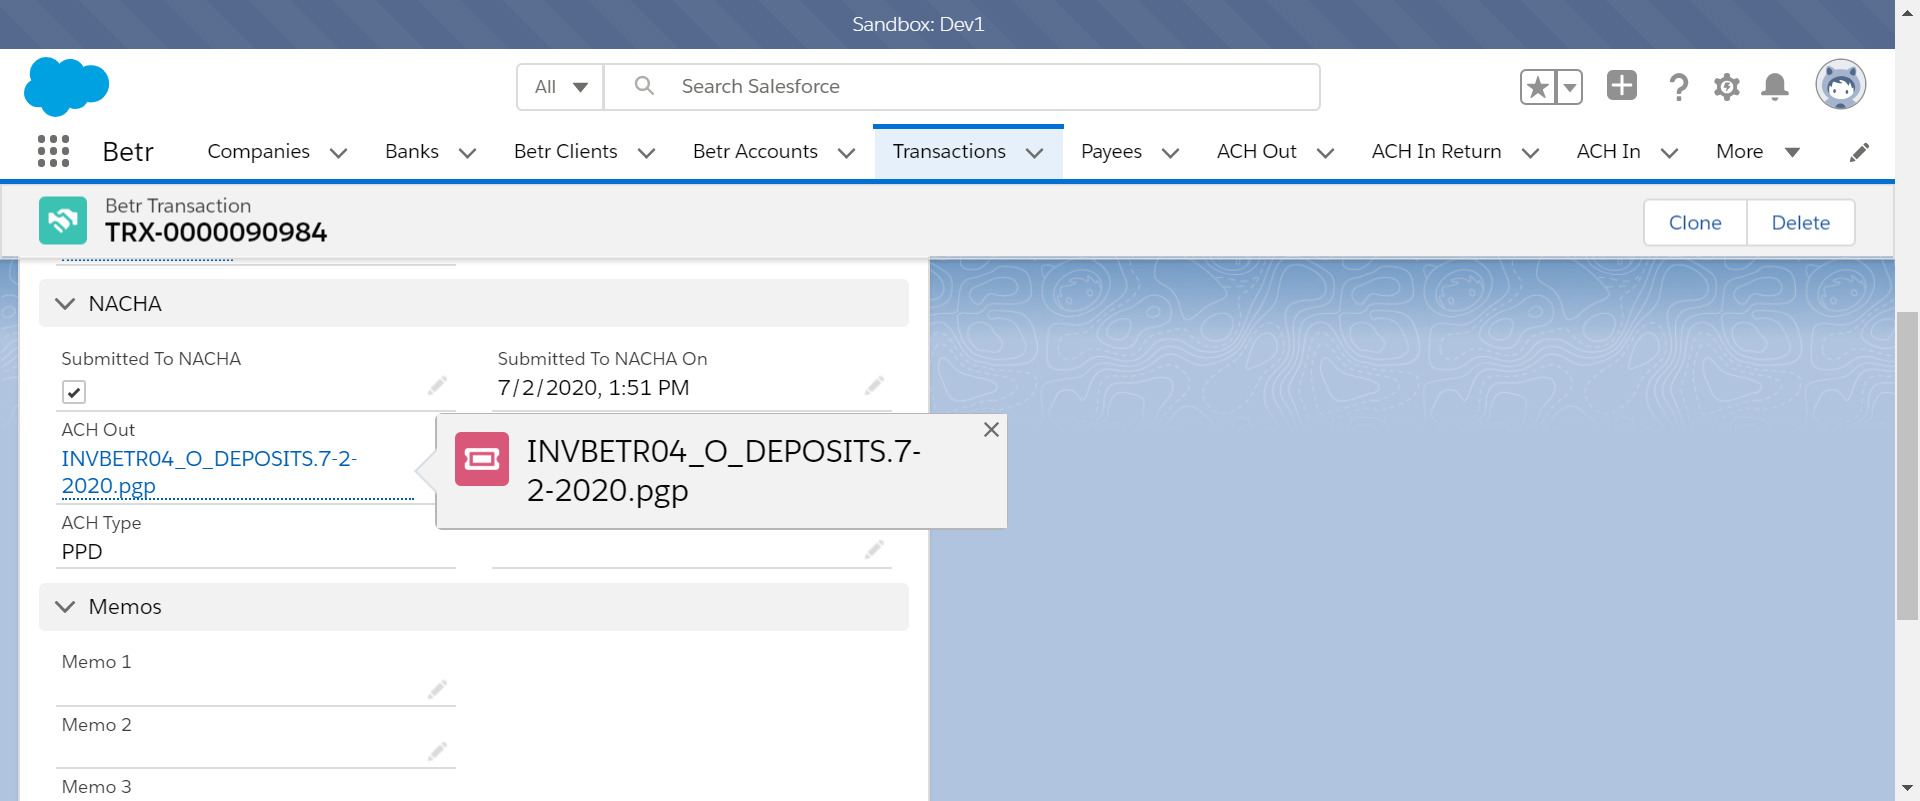 Sandbox: Dev1
All
Search Salesforce
Betr
Companies
Banks
Betr Clients
Betr Accounts
Transactions
Payees
ACH Out
ACH In Return
ACH In
More
Betr Transaction
TRX-0000090984
Clone
Delete
NACHA
Submitted To NACHA
Submitted To NACHA On
7/2/2020, 1:51 PM
ACH Out
INVBETR04_O_DEPOSITS.7-2-
2020.pgp
INVBETR04_O_DEPOSITS.7-
2-2020.pgp
ACH Type
PPD
Memos
Memo 1
Memo 2
Memo 3